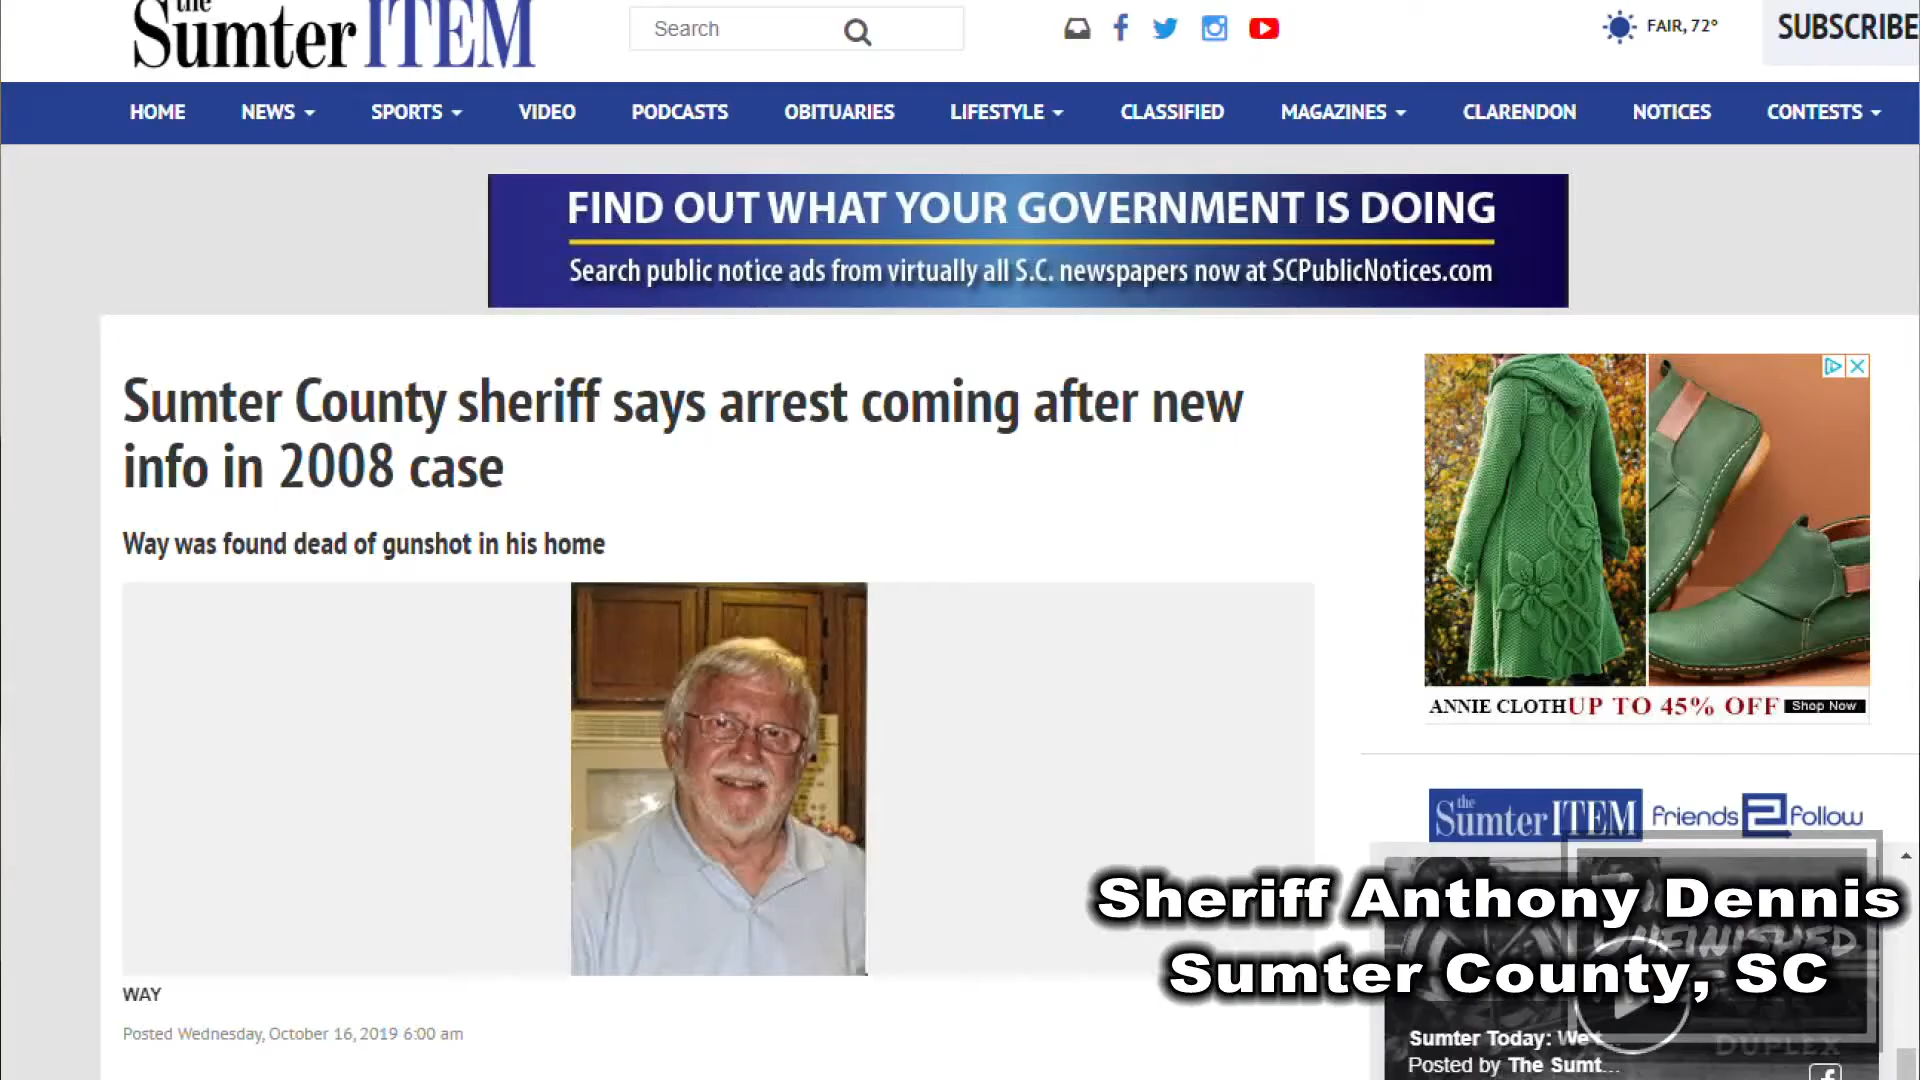 the
Sumter ITEM
Search
FAIR, 72°
SUBSCRIBE
HOME
NEWS
SPORTS
VIDEO
PODCASTS
OBITUARIES
LIFESTYLE
CLASSIFIED
MAGAZINES
CLARENDON
NOTICES
CONTESTS
FIND OUT WHAT YOUR GOVERNMENT IS DOING
Search public notice ads from virtually all S.C. newspapers now at SCPublicNotices.com
Sumter County sheriff says arrest coming after new
info in 2008 case
Way was found dead of gunshot in his home
WAY
Posted Wednesday, October 16, 2019 6:00 am
ANNIE CLOTH UP TO 45% OFF Shop Now
the
Sumter ITEM friends 2 follow
Sheriff Anthony Dennis
UNFINISHED
Sumter County, SC
Sumter Today: We t...
DUPLEX
Posted by The Sumt...